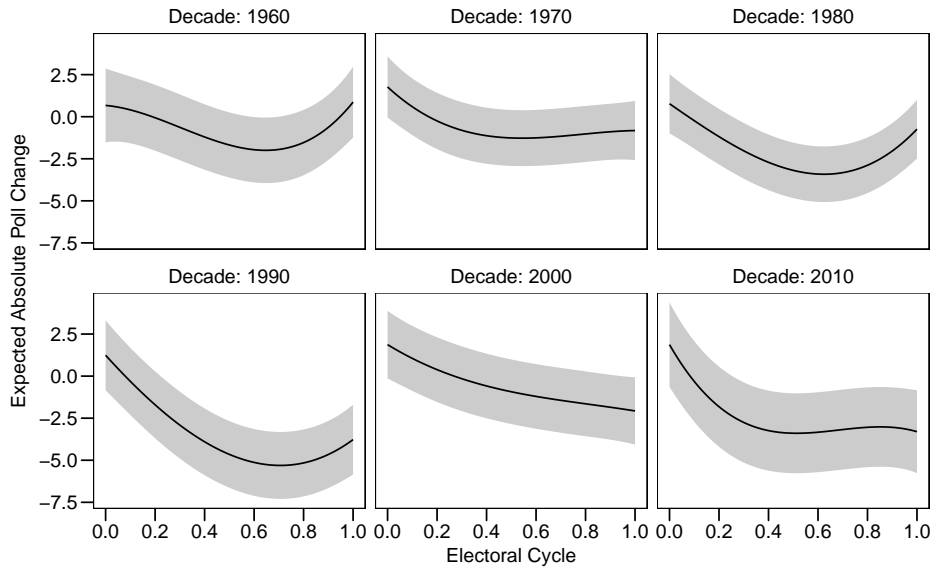 Decade: 1960
Decade: 1970
Decade: 1980
2.5
0.0
−2.5
−5.0
−7.5
Expected Absolute Poll Change
Decade: 1990
Decade: 2000
Decade: 2010
2.5
0.0
−2.5
−5.0
−7.5
0.0 0.2 0.4 0.6 0.8 1.0 0.0 0.2 0.4 0.6 0.8 1.0 0.0 0.2 0.4 0.6 0.8 1.0
Electoral Cycle